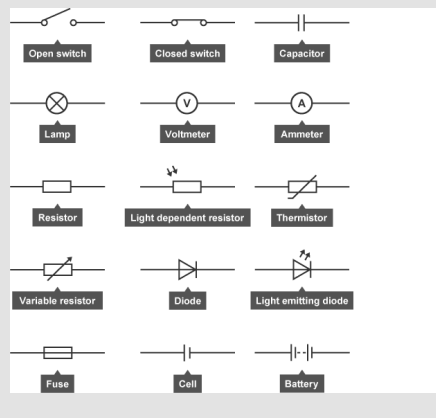 Open switch
Closed switch
Capacitor
V
A
Lamp
Voltmeter
Ammeter
Resistor
Light dependent resistor
Thermistor
Variable resistor
Diode
Light emitting diode
Fuse
Cell
Battery